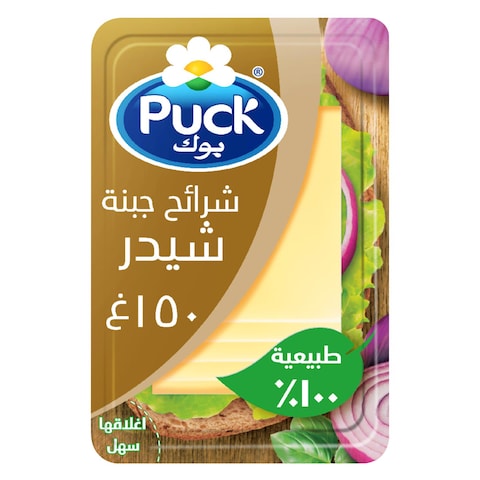 ®
Puck
بوك
شرائح جبنة
شيدر
١٥٠غ
طبيعية
١٠٠٪
اغلاقها
سهل